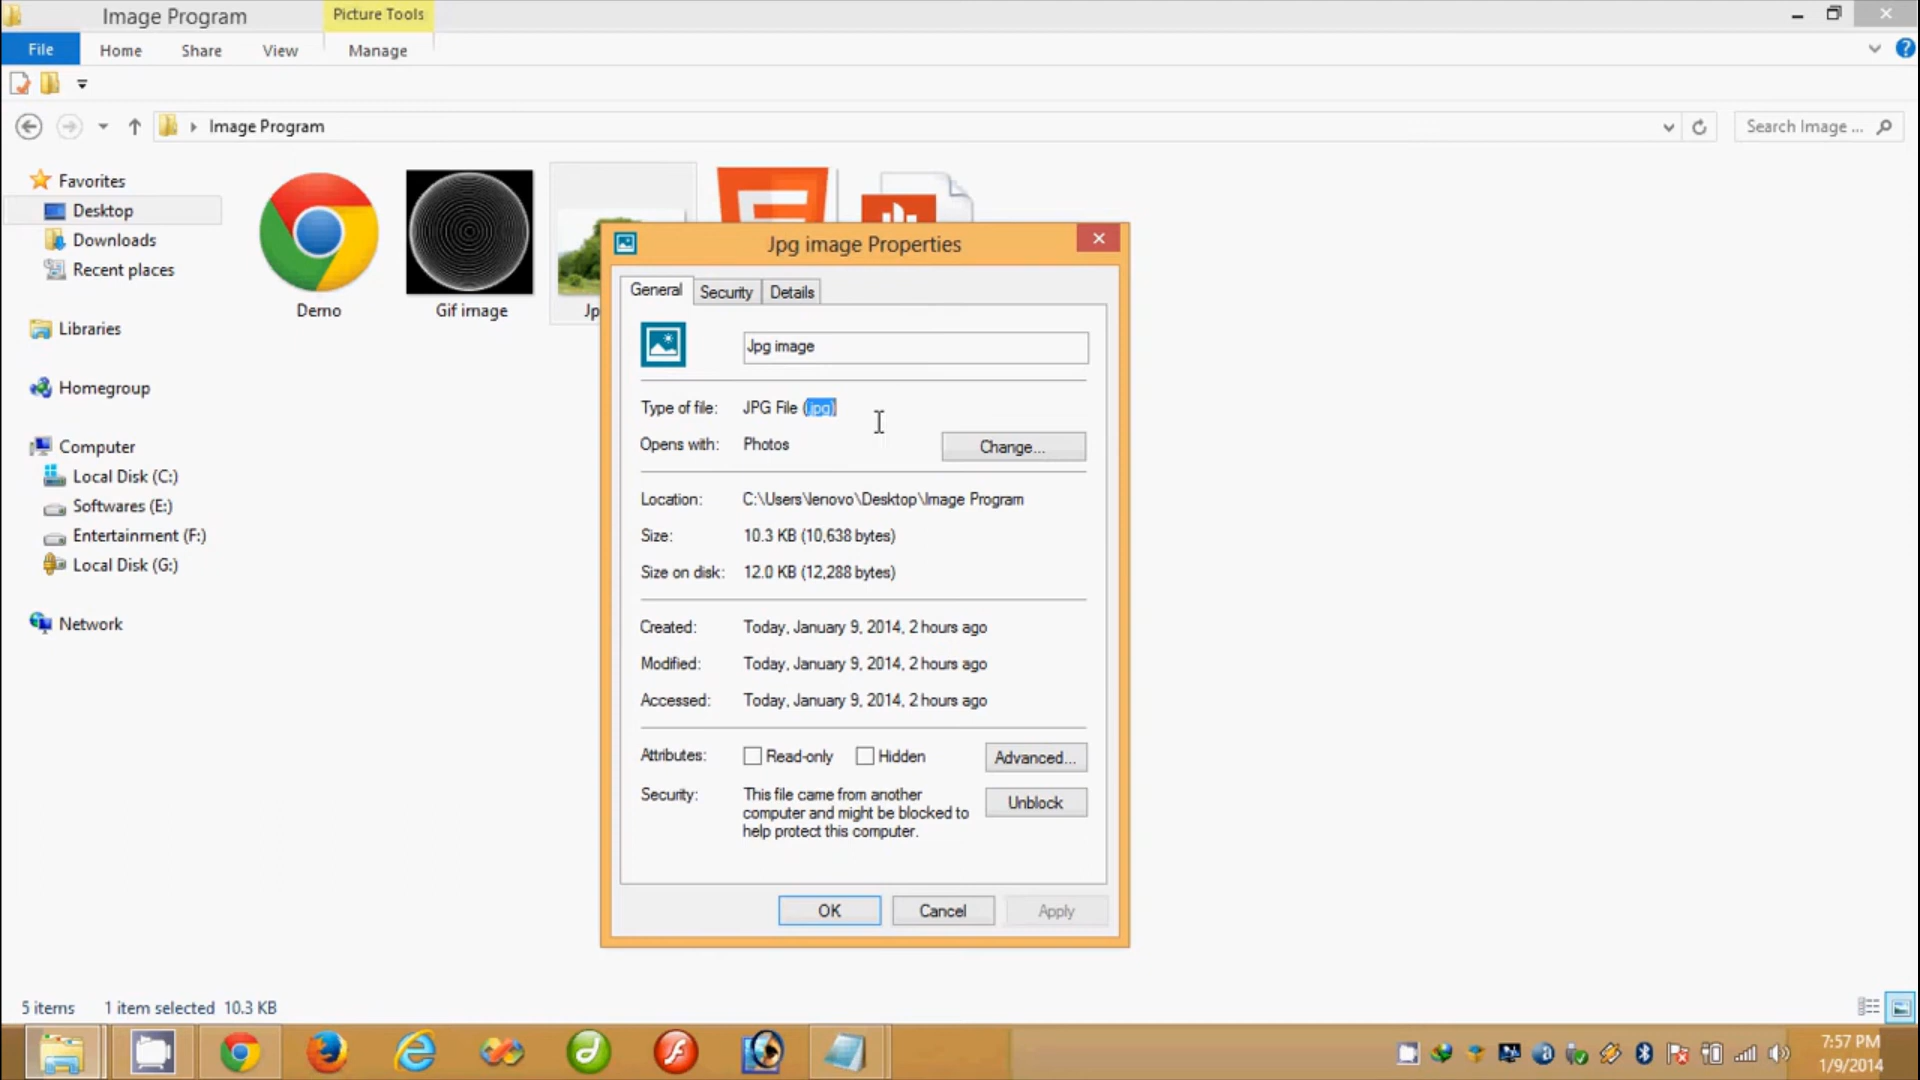 Image Program
Picture Tools
File
Home
Share
View
Manage
Image Program
Search Image ...
Favorites
Desktop
Downloads
Recent places
Libraries
Homegroup
Computer
Local Disk (C:)
Softwares (E:)
Entertainment (F:)
Local Disk (G:)
Network
Demo
Gif image
Jpg image Properties
General
Security
Details
Jpg image
Type of file: JPG File (.jpg)
Opens with: Photos
Change...
Location: C:\Users\lenovo\Desktop\Image Program
Size: 10.3 KB (10,638 bytes)
Size on disk: 12.0 KB (12,288 bytes)
Created: Today, January 9, 2014, 2 hours ago
Modified: Today, January 9, 2014, 2 hours ago
Accessed: Today, January 9, 2014, 2 hours ago
Attributes: Read-only Hidden
Advanced...
Security: This file came from another
computer and might be blocked to
help protect this computer.
Unblock
OK
Cancel
Apply
5 items 1 item selected 10.3 KB
7:57 PM
1/9/2014